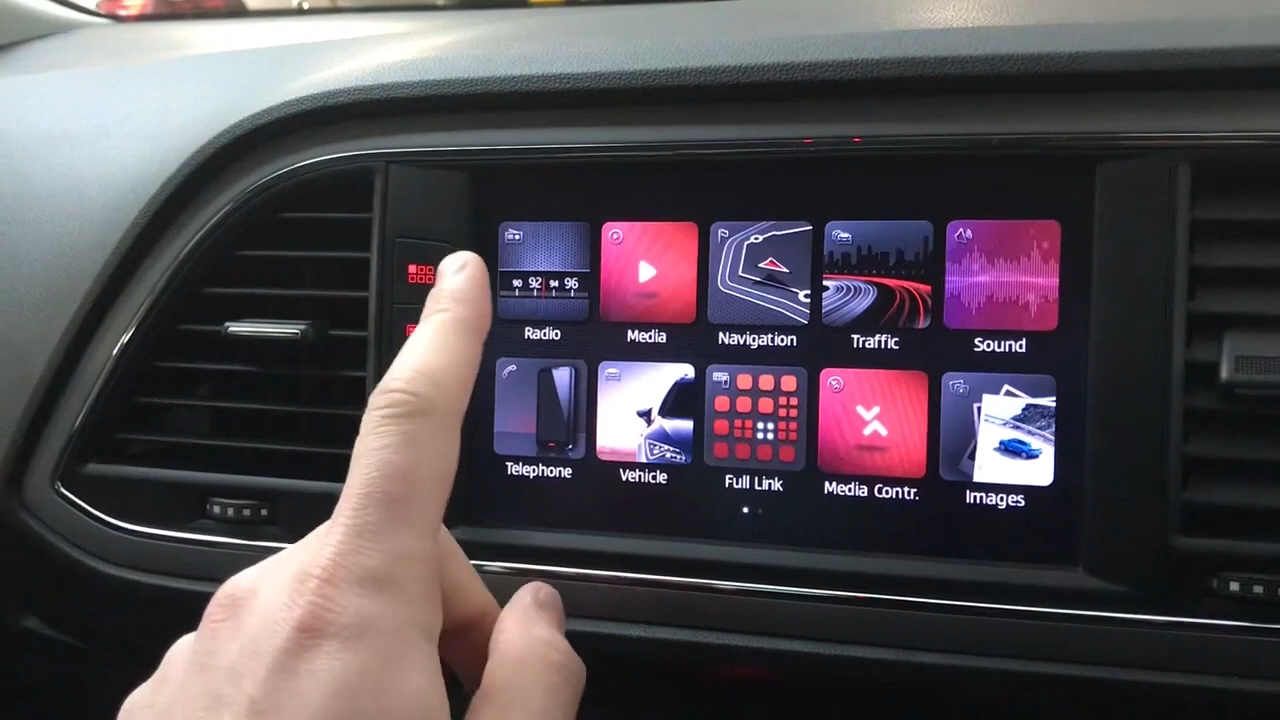 90 92 94 96
Radio
Media
Navigation
Traffic
Sound
Telephone
Vehicle
Full Link
Media Contr.
Images